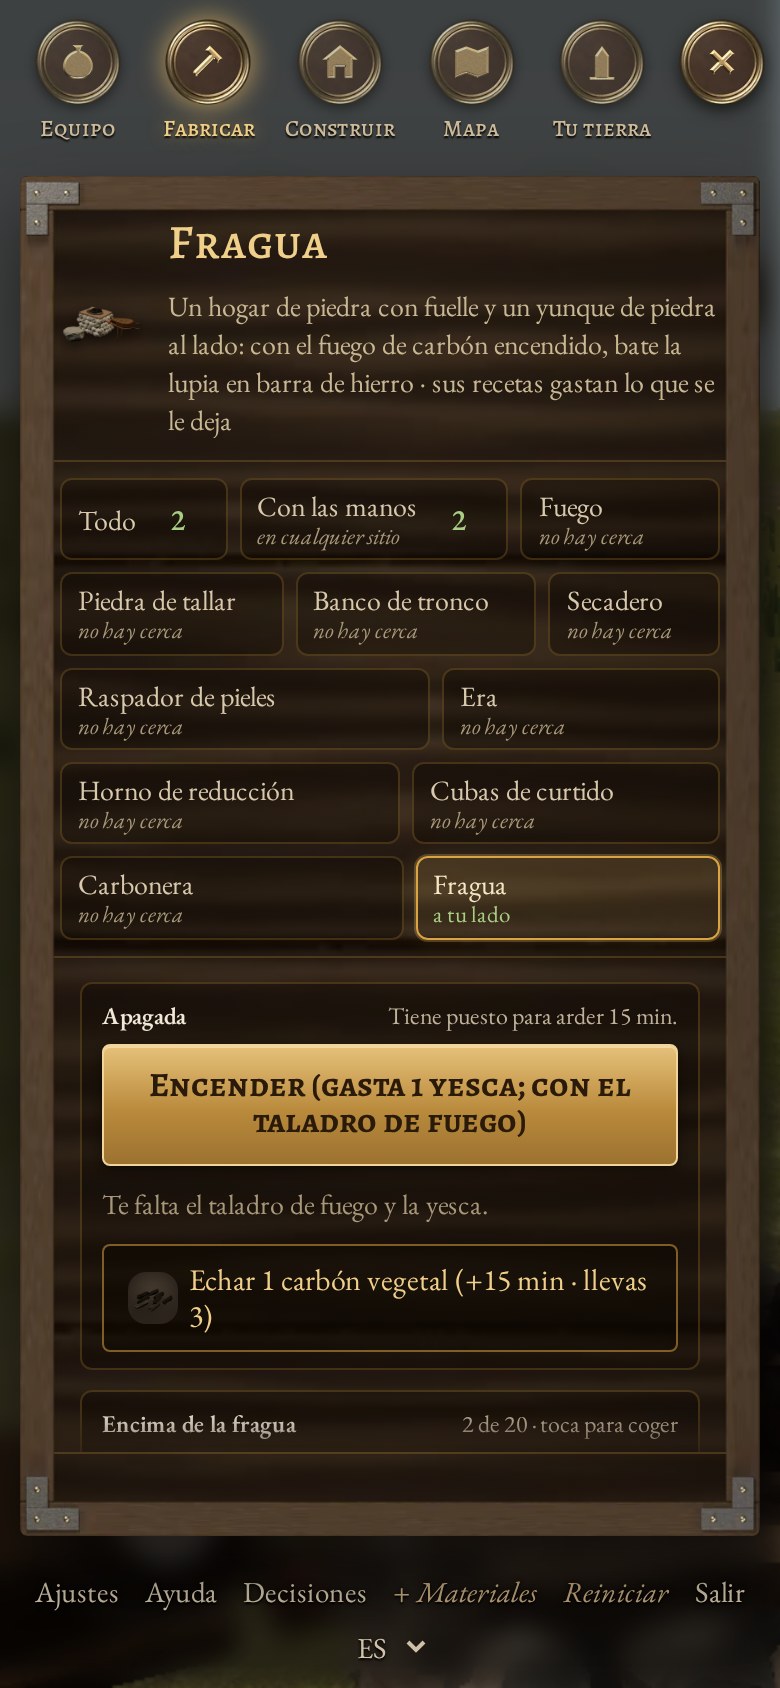 Equipo Fabricar Construir Mapa Tu tierra
Fragua
Un hogar de piedra con fuelle y un yunque de piedra
al lado: con el fuego de carbón encendido, bate la
lupia en barra de hierro · sus recetas gastan lo que se
le deja
Todo 2
Con las manos 2
en cualquier sitio
Fuego
no hay cerca
Piedra de tallar
no hay cerca
Banco de tronco
no hay cerca
Secadero
no hay cerca
Raspador de pieles
no hay cerca
Era
no hay cerca
Horno de reducción
no hay cerca
Cubas de curtido
no hay cerca
Carbonera
no hay cerca
Fragua
a tu lado
Apagada Tiene puesto para arder 15 min.
Encender (gasta 1 yesca; con el
taladro de fuego)
Te falta el taladro de fuego y la yesca.
Echar 1 carbón vegetal (+15 min · llevas
3)
Encima de la fragua 2 de 20 · toca para coger
Ajustes Ayuda Decisiones + Materiales Reiniciar Salir
ES